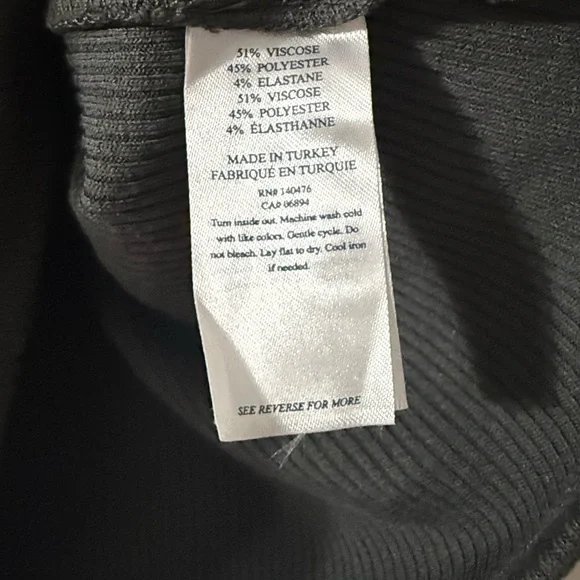 51% VISCOSE
45% POLYESTER
4% ELASTANE
51% VISCOSE
45% POLYESTER
4% ÉLASTHANNE
MADE IN TURKEY
FABRIQUÉ EN TURQUIE
RN# 140476
CA# 06894
Turn inside out. Machine wash cold
with like colors. Gentle cycle. Do
not bleach. Lay flat to dry. Cool iron
if needed.
SEE REVERSE FOR MORE